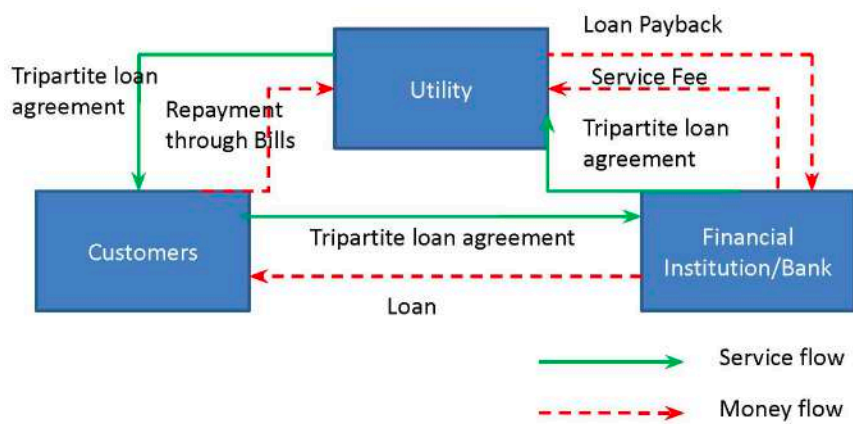 Loan Payback
Utility
Service Fee
Tripartite loan
agreement
Repayment
through Bills
Tripartite loan
agreement
Customers
Tripartite loan agreement
Financial
Institution/Bank
Loan
Service flow
Money flow